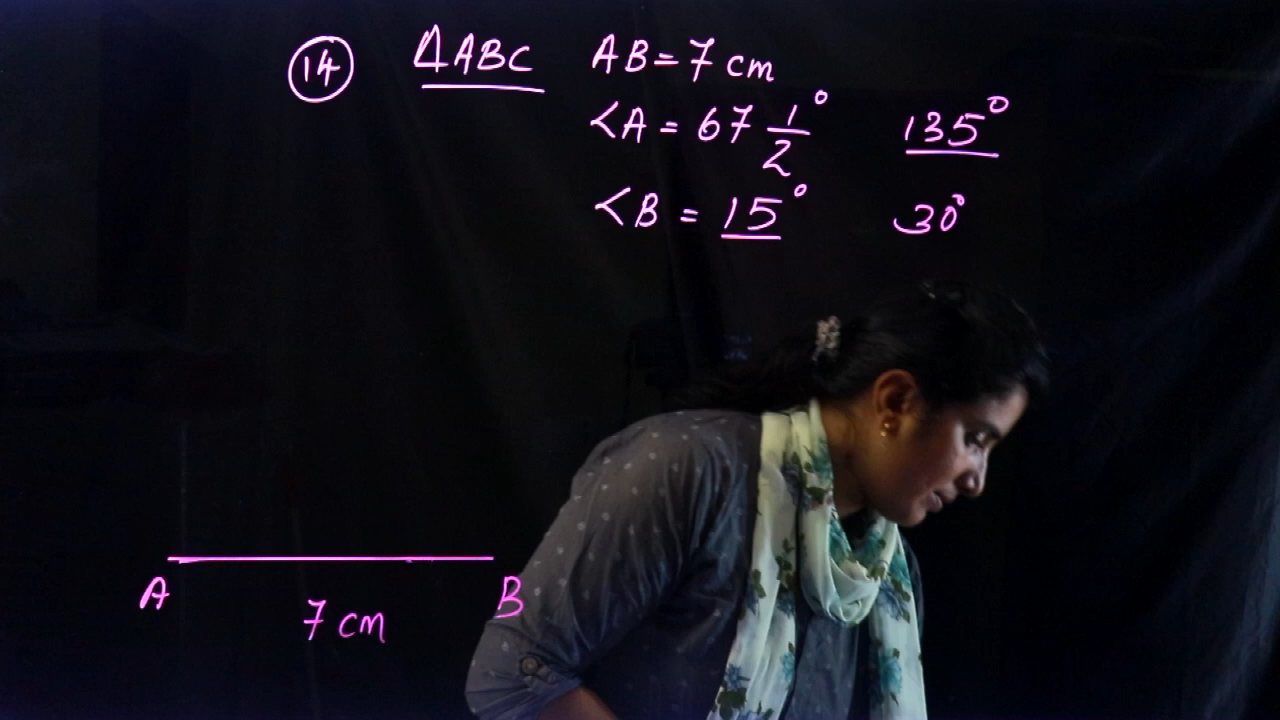 (14) ΔABC AB = 7 cm
<A = 67 1/2° 135°
<B = 15° 30°
A B
7 cm